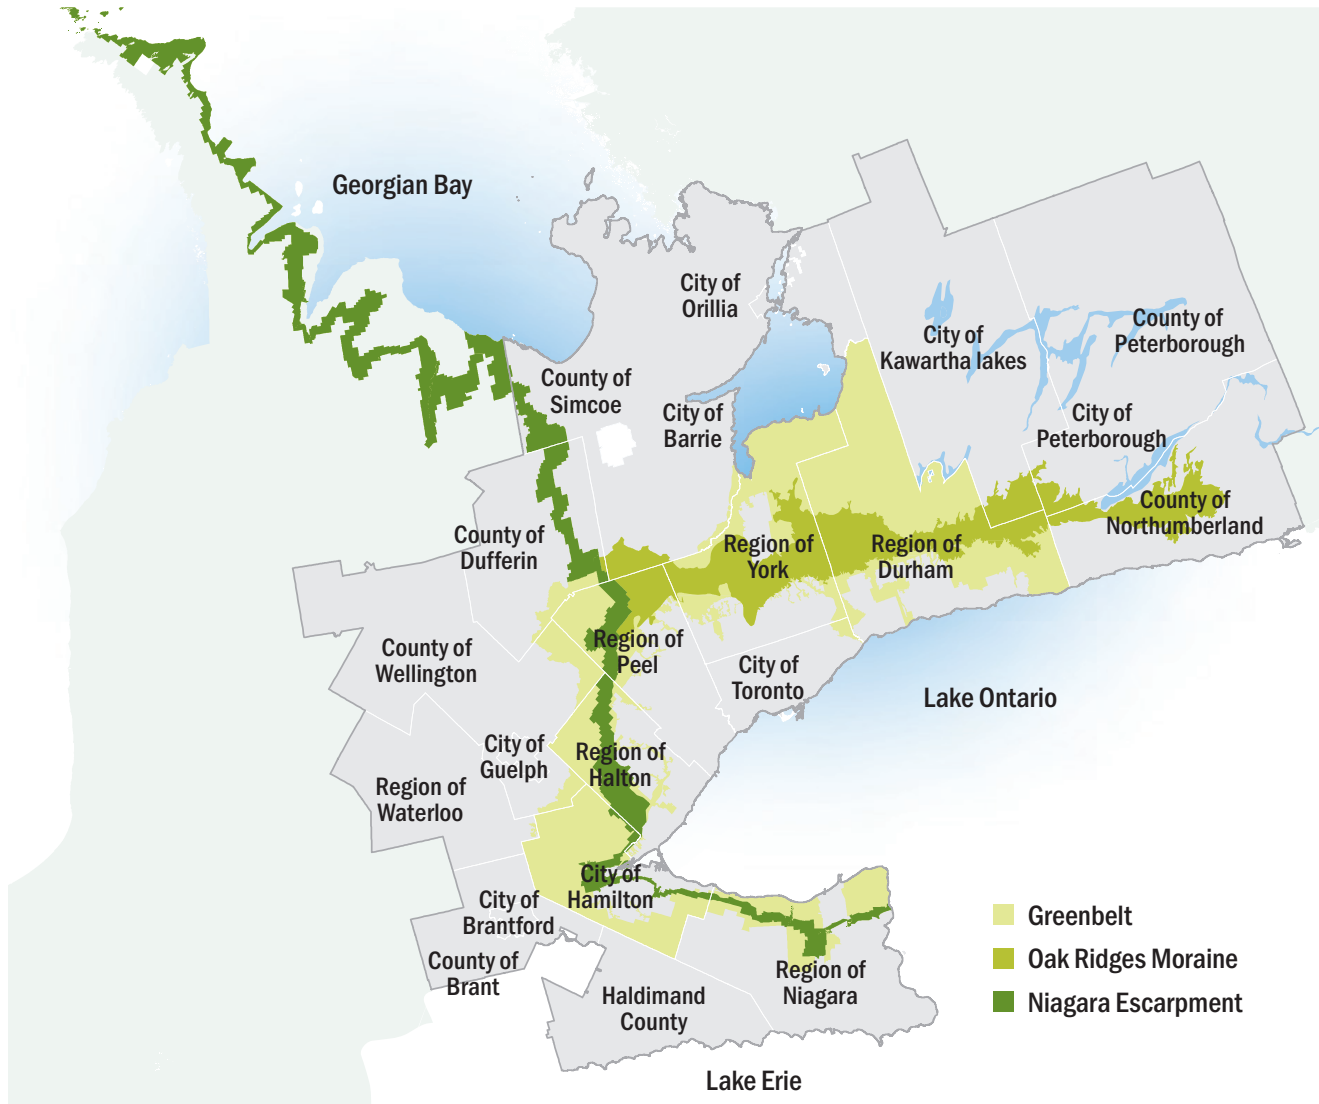 Georgian Bay
City of
Orillia
City of
Kawartha lakes
County of
Peterborough
County of
Simcoe
City of
Barrie
City of
Peterborough
County of
Northumberland
County of
Dufferin
Region of
York
Region of
Durham
County of
Wellington
Region of
Peel
City of
Toronto
Lake Ontario
City of
Guelph
Region of
Halton
Region of
Waterloo
City of
Hamilton
City of
Brantford
County of
Brant
Region of
Niagara
Haldimand
County
Lake Erie
Greenbelt
Oak Ridges Moraine
Niagara Escarpment